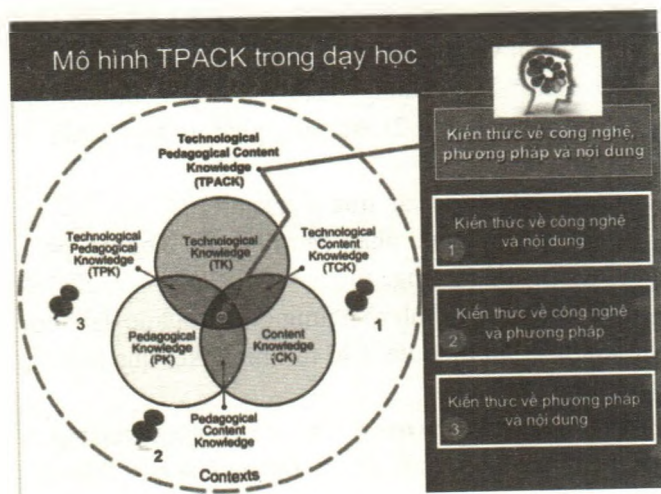 Mô hình TPACK trong dạy học
Technological
Pedagogical Content
Knowledge
(TPACK)
Technological
Pedagogical
Knowledge
(TPK)
Technological
Knowledge
(TK)
Technological
Content
Knowledge
(TCK)
3
1
Pedagogical
Knowledge
(PK)
Content
Knowledge
(CK)
2
Pedagogical
Content
Knowledge
Contexts
Kiến thức về công nghệ,
phương pháp và nội dung
Kiến thức về công nghệ
và nội dung
1
Kiến thức về công nghệ
và phương pháp
2
Kiến thức về phương pháp
và nội dung
3